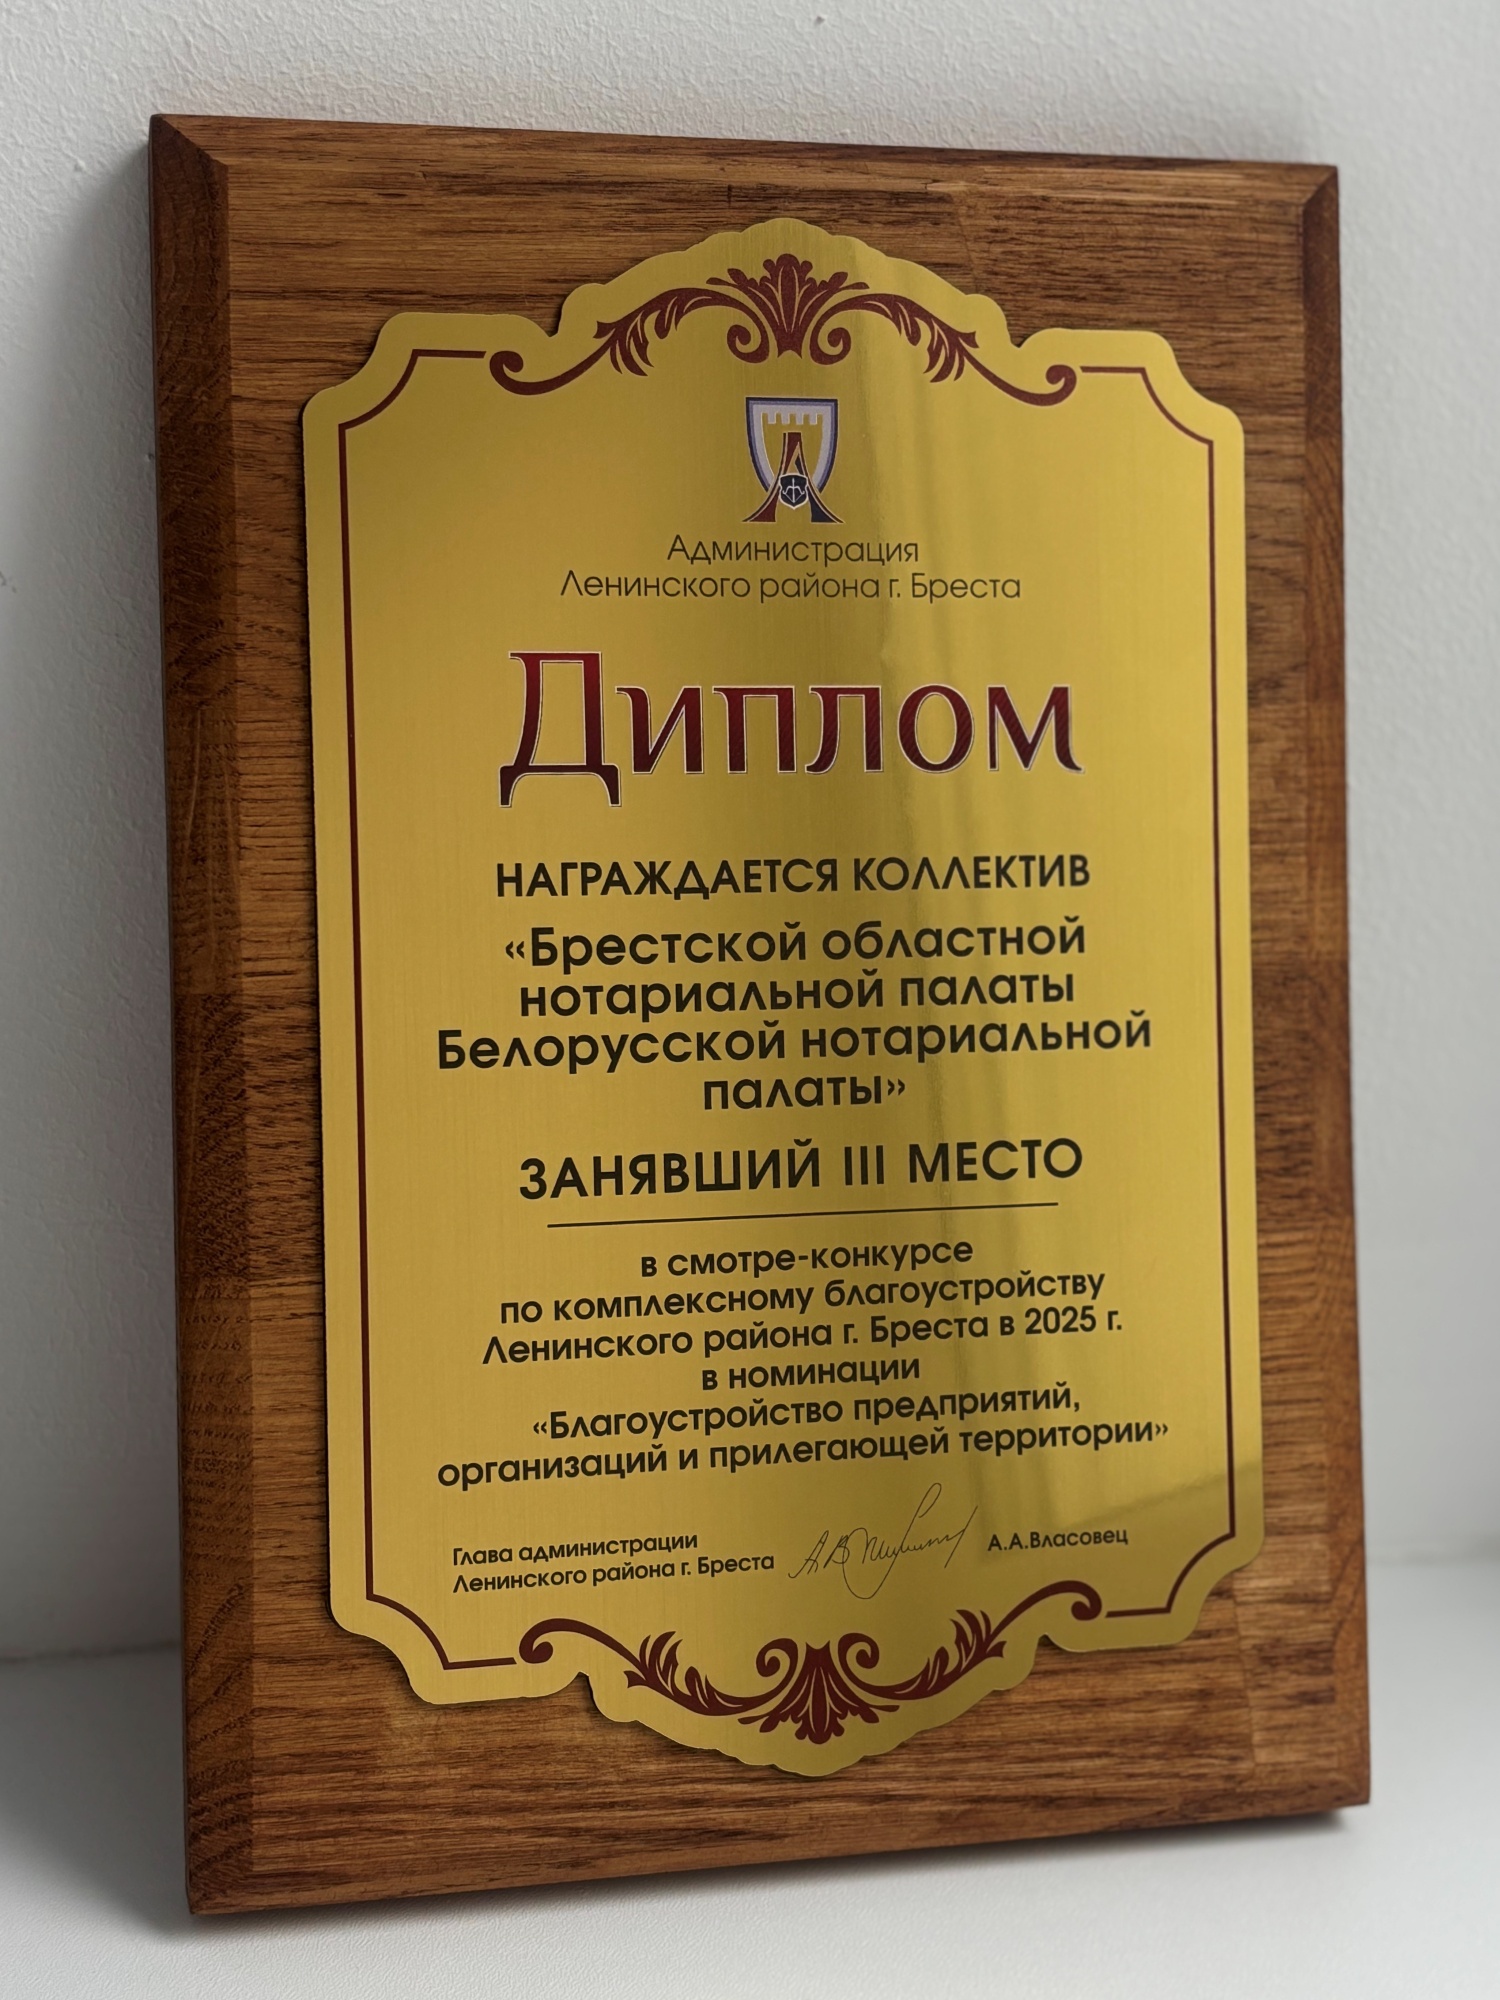 Администрация
Ленинского района г. Бреста
Диплом
НАГРАЖДАЕТСЯ КОЛЛЕКТИВ
«Брестской областной
нотариальной палаты
Белорусской нотариальной
палаты»
ЗАНЯВШИЙ III МЕСТО
в смотре-конкурсе
по комплексному благоустройству
Ленинского района г. Бреста в 2025 г.
в номинации
«Благоустройство предприятий,
организаций и прилегающей территории»
Глава администрации
Ленинского района г. Бреста
А.А.Власовец